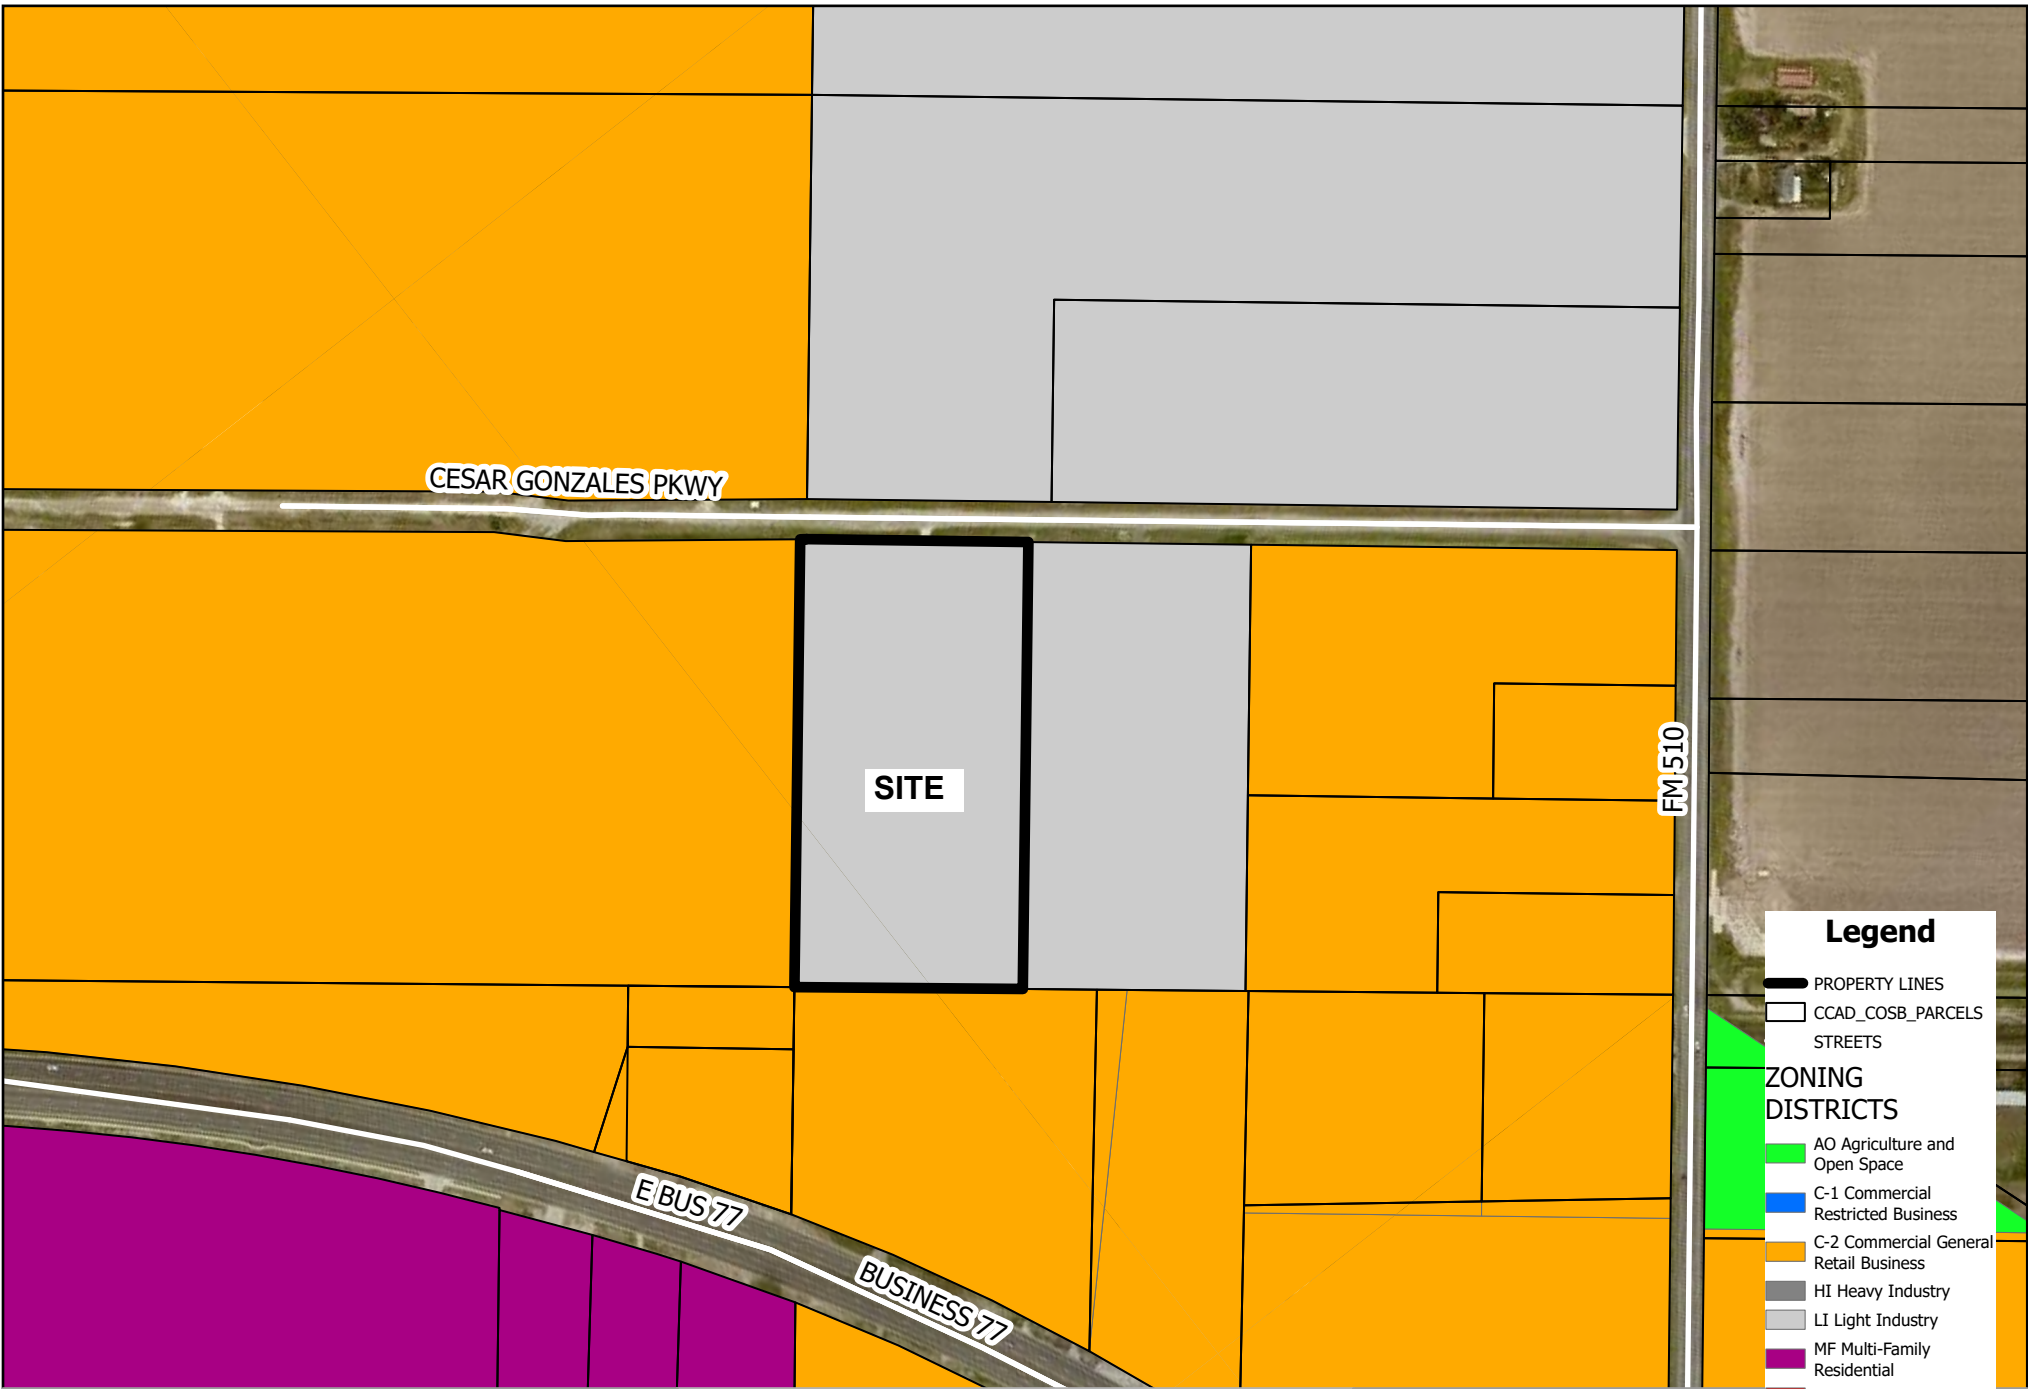 CESAR GONZALES PKWY
SITE
FM 510
E BUS 77
BUSINESS 77
Legend
PROPERTY LINES
CCAD_COSB_PARCELS
STREETS
ZONING
DISTRICTS
AO Agriculture and
Open Space
C-1 Commercial
Restricted Business
C-2 Commercial General
Retail Business
HI Heavy Industry
LI Light Industry
MF Multi-Family
Residential